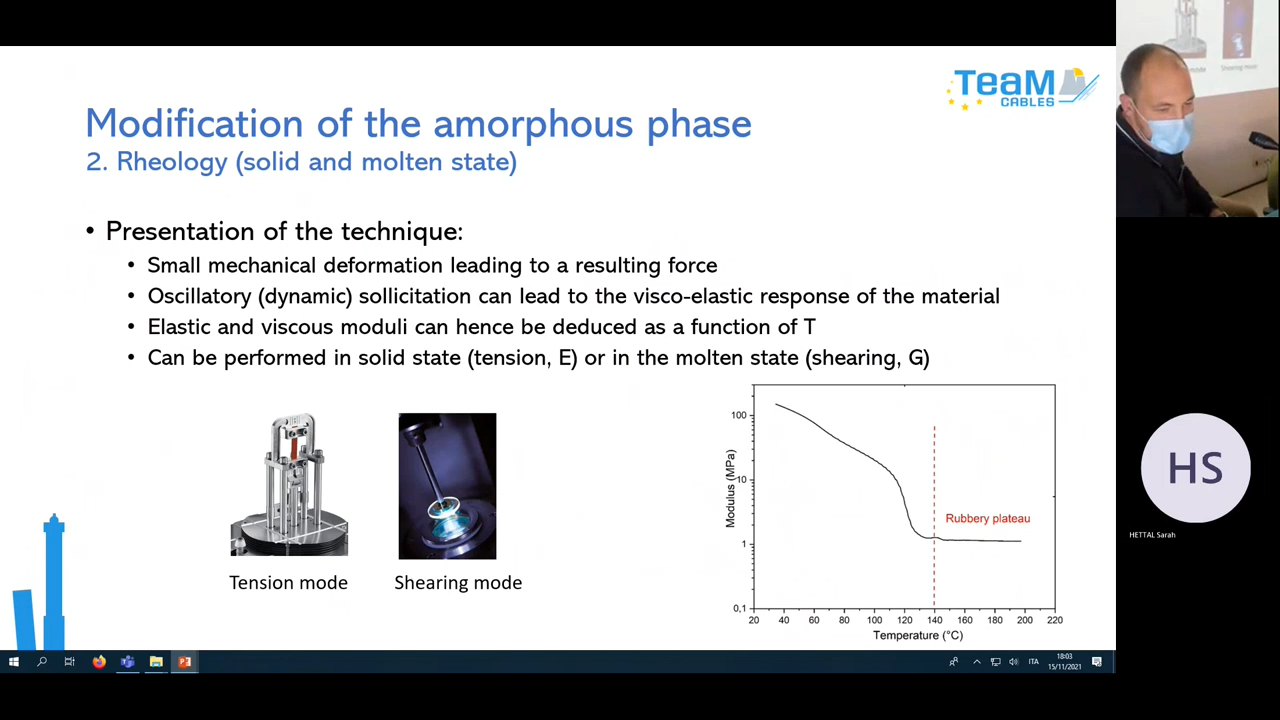 TeaM
CABLES
Modification of the amorphous phase
2. Rheology (solid and molten state)
• Presentation of the technique:
• Small mechanical deformation leading to a resulting force
• Oscillatory (dynamic) sollicitation can lead to the visco-elastic response of the material
• Elastic and viscous moduli can hence be deduced as a function of T
• Can be performed in solid state (tension, E) or in the molten state (shearing, G)
Tension mode
Shearing mode
Modulus (MPa)
100
10
1
0,1
Rubbery plateau
20 40 60 80 100 120 140 160 180 200 220
Temperature (°C)
HS
HETTAL Sarah
ITA
18:03
15/11/2021